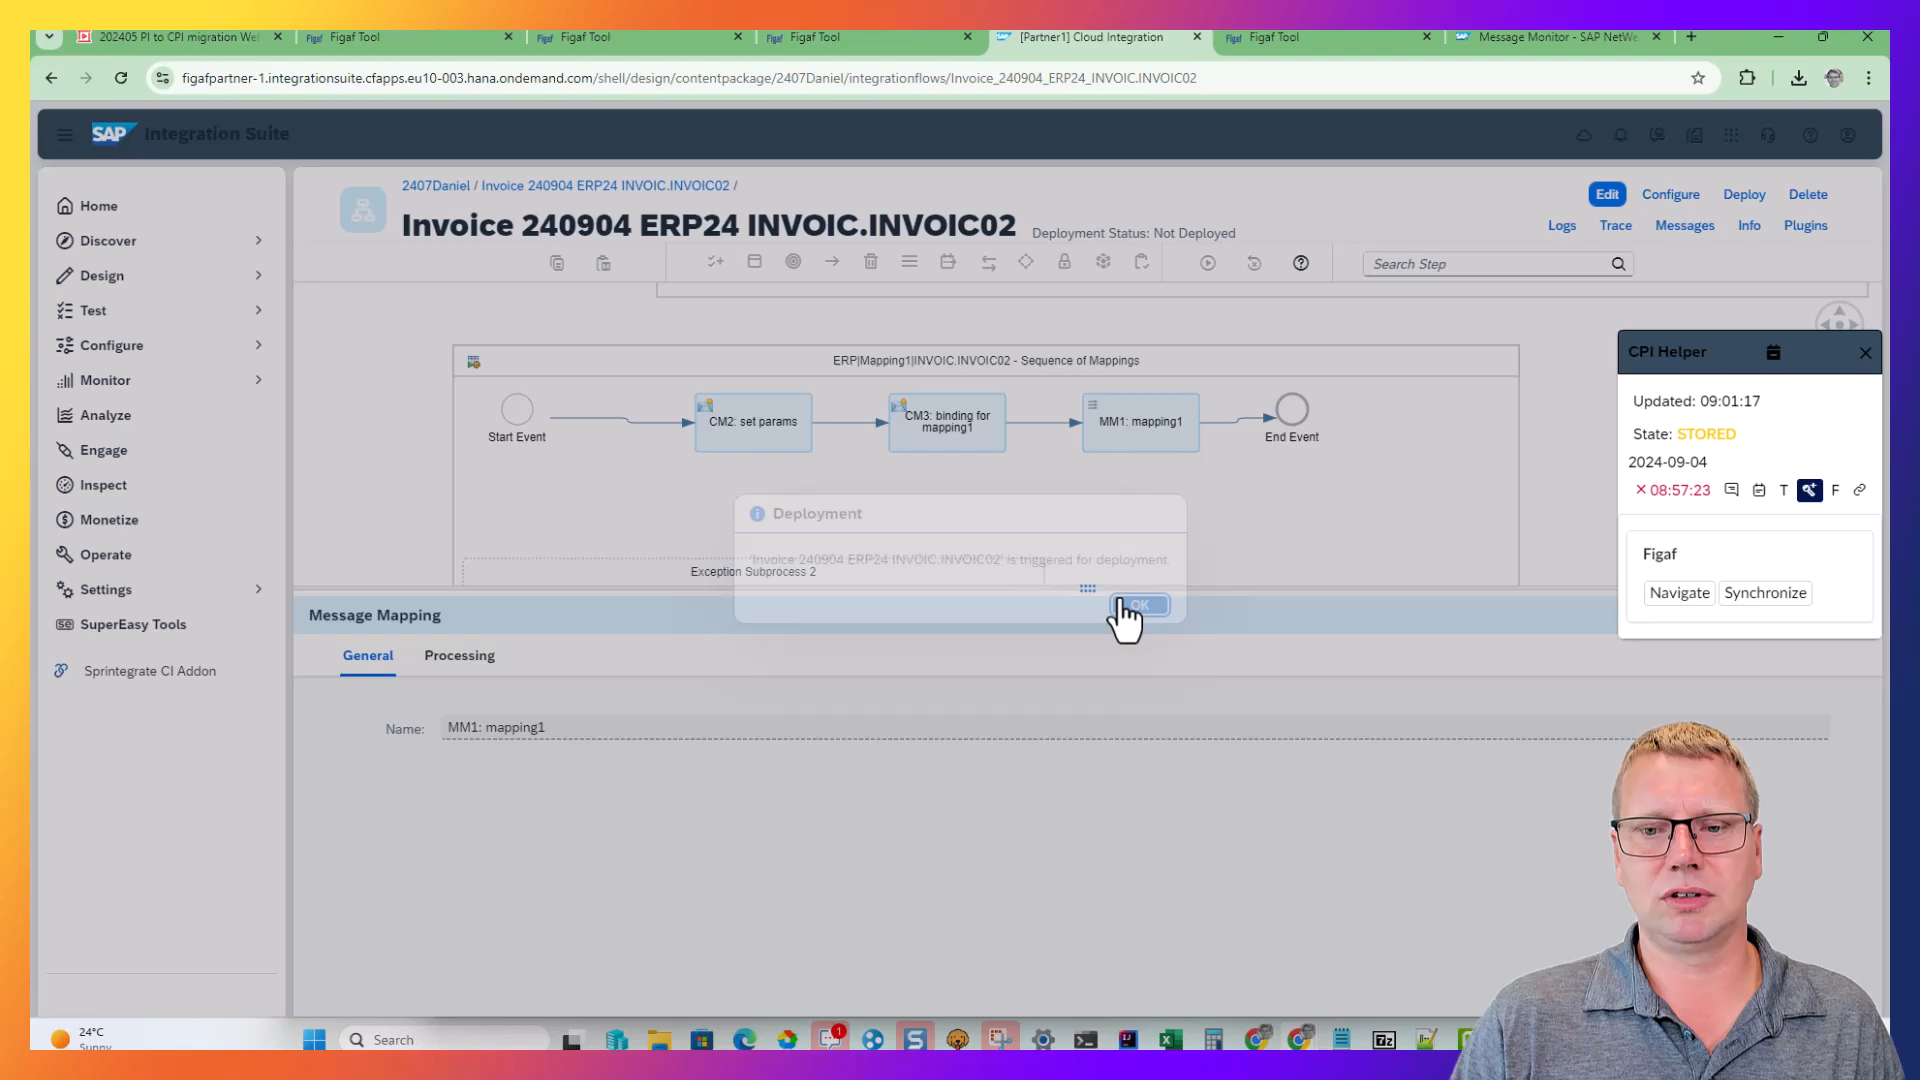 202405 PI to CPI migration We
Figaf Tool
Figaf Tool
Figaf Tool
[Partner1] Cloud Integration
Figaf Tool
Message Monitor - SAP NetWe
figafpartner-1.integrationsuite.cfapps.eu10-003.hana.ondemand.com/shell/design/contentpackage/2407Daniel/integrationflows/Invoice_240904_ERP24_INVOIC.INVOIC02
SAP Integration Suite
Home
Discover
Design
Test
Configure
Monitor
Analyze
Engage
Inspect
Monetize
Operate
Settings
SuperEasy Tools
Sprintegrate CI Addon
2407Daniel / Invoice 240904 ERP24 INVOIC.INVOIC02 /
Invoice 240904 ERP24 INVOIC.INVOIC02
Deployment Status: Not Deployed
Edit Configure Deploy Delete
Logs Trace Messages Info Plugins
Search Step
ERP|Mapping1|INVOIC.INVOIC02 - Sequence of Mappings
Start Event
CM2: set params
CM3: binding for
mapping1
MM1: mapping1
End Event
Deployment
'Invoice 240904 ERP24 INVOIC.INVOIC02' is triggered for deployment.
OK
Exception Subprocess 2
CPI Helper
Updated: 09:01:17
State: STORED
2024-09-04
08:57:23
T
F
Figaf
Navigate
Synchronize
Message Mapping
General
Processing
Name:
MM1: mapping1
24°C
Sunny
Search
1
S
IJ
7z